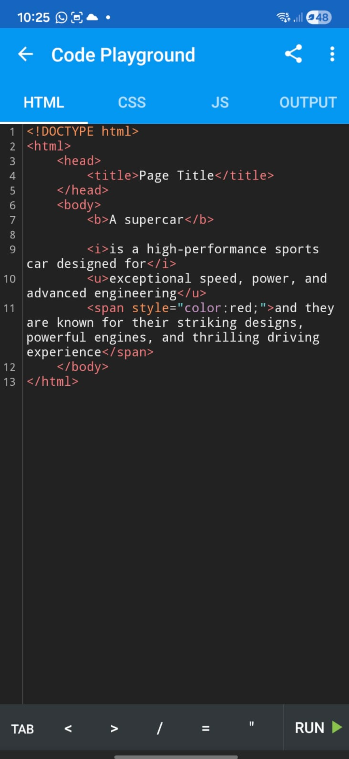 10:25 48
Code Playground
HTML CSS JS OUTPUT
1 <!DOCTYPE html>
2 <html>
3 <head>
4 <title>Page Title</title>
5 </head>
6 <body>
7 <b>A supercar</b>
8
9 <i>is a high-performance sports
car designed for</i>
10 <u>exceptional speed, power, and
advanced engineering</u>
11 <span style="color:red;">and they
are known for their striking designs,
powerful engines, and thrilling driving
experience</span>
12 </body>
13 </html>
TAB < > / = " RUN